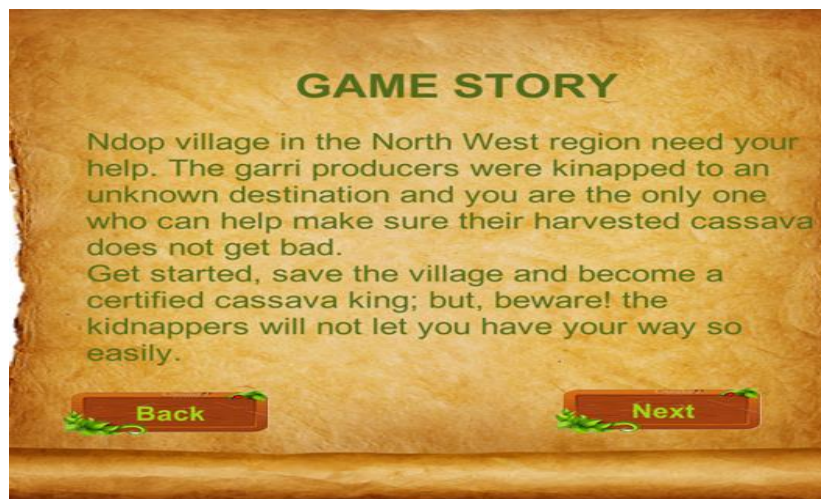 GAME STORY
Ndop village in the North West region need your
help. The garri producers were kinapped to an
unknown destination and you are the only one
who can help make sure their harvested cassava
does not get bad.
Get started, save the village and become a
certified cassava king; but, beware! the
kidnappers will not let you have your way so
easily.
Back
Next